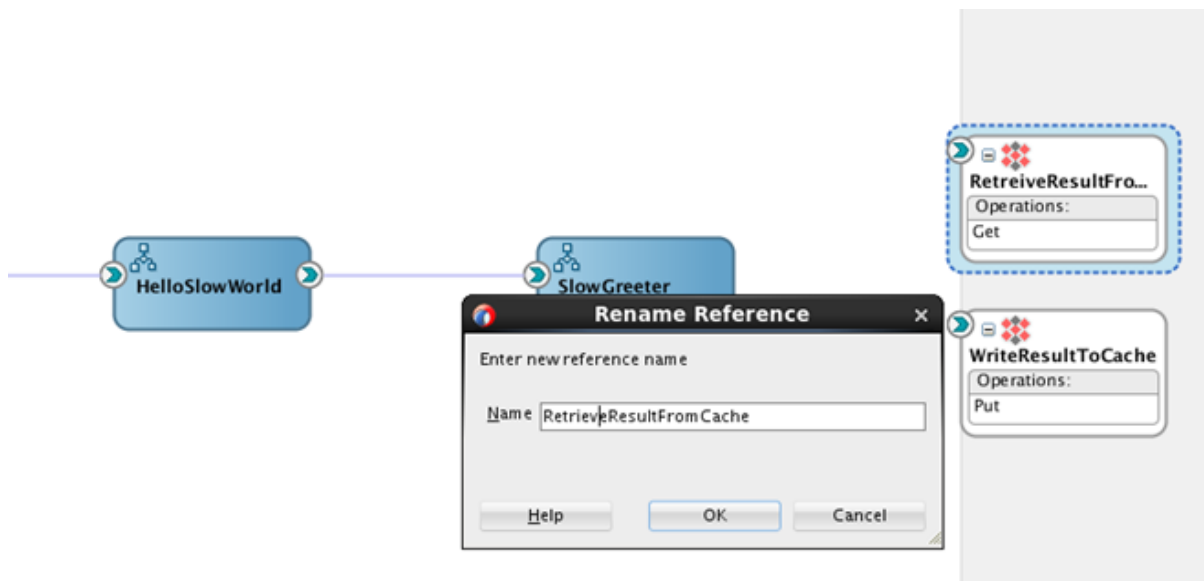 RetreiveResultFro...
Operations:
Get
HelloSlowWorld
SlowGreeter
Rename Reference
Enter new reference name
Name RetrieveResultFromCache
Help OK Cancel
WriteResultToCache
Operations:
Put